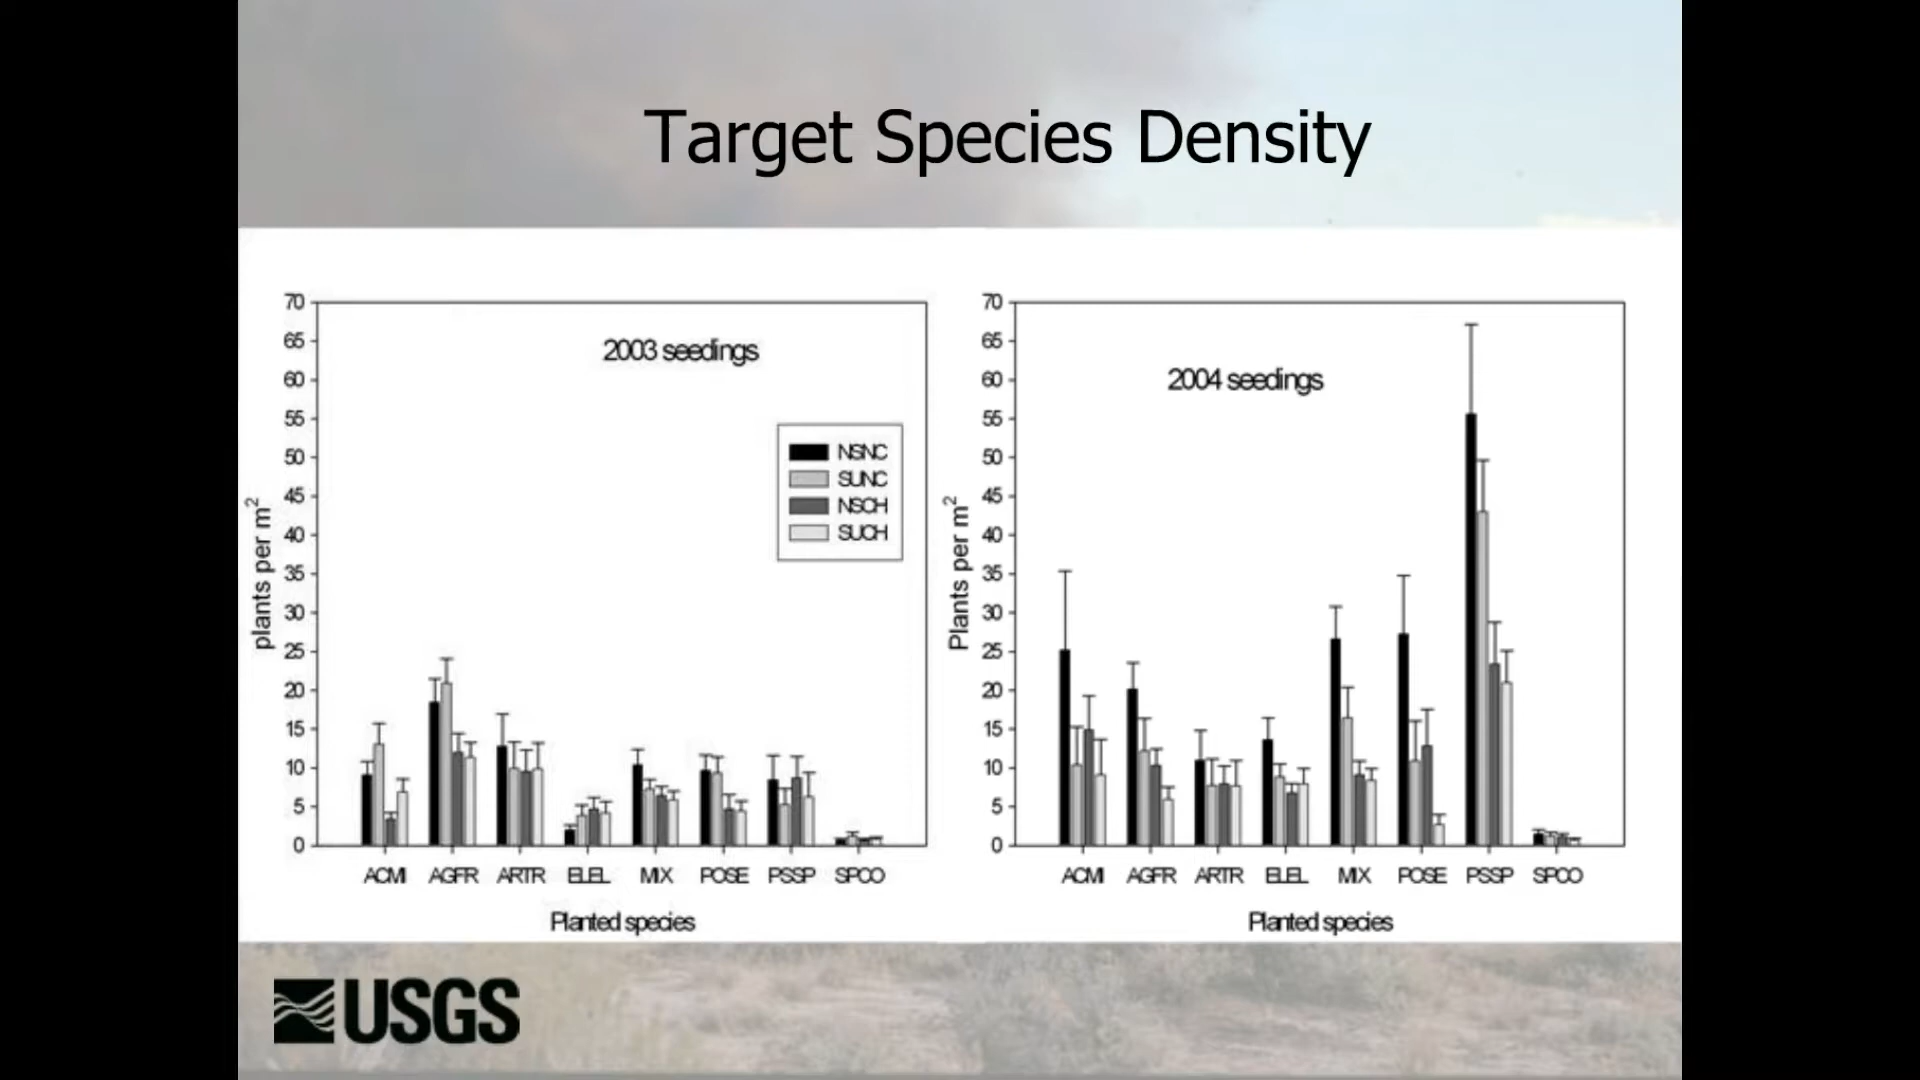 Target Species Density
70
65
60
55
50
45
40
35
30
25
20
15
10
5
0
plants per m2
2003 seedings
NSNC
SUNC
NSCH
SUCH
ACMI AGFR ARTR ELEL MIX POSE PSSP SPCO
Planted species
70
65
60
55
50
45
40
35
30
25
20
15
10
5
0
Plants per m2
2004 seedings
ACMI AGFR ARTR ELEL MIX POSE PSSP SPCO
Planted species
USGS